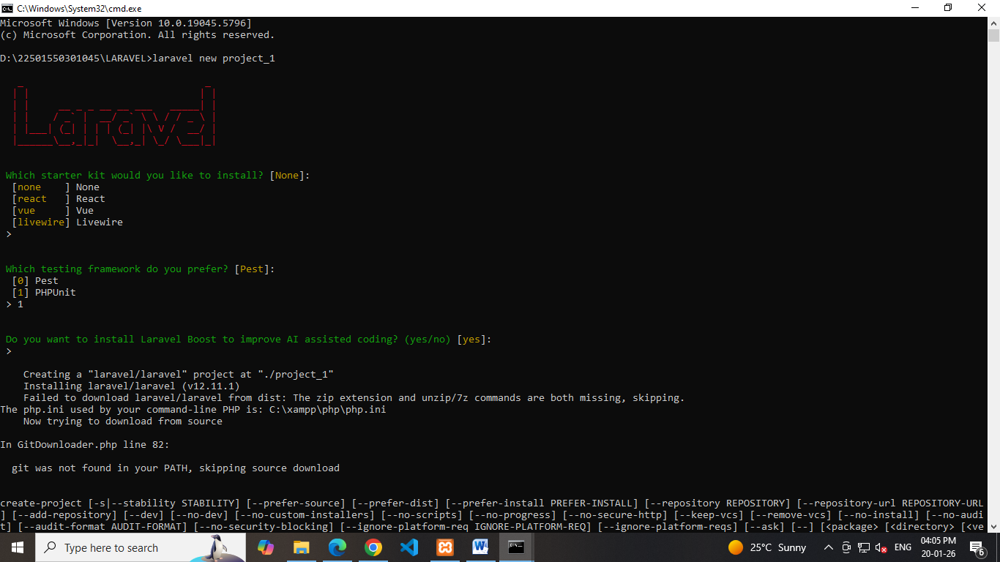 C:\Windows\System32\cmd.exe
Microsoft Windows [Version 10.0.19045.5796]
(c) Microsoft Corporation. All rights reserved.
D:\22501550301045\LARAVEL>laravel new project_1
Laravel
Which starter kit would you like to install? [None]:
[none    ] None
[react   ] React
[vue     ] Vue
[livewire] Livewire
>
Which testing framework do you prefer? [Pest]:
[0] Pest
[1] PHPUnit
> 1
Do you want to install Laravel Boost to improve AI assisted coding? (yes/no) [yes]:
>
Creating a "laravel/laravel" project at "./project_1"
Installing laravel/laravel (v12.11.1)
Failed to download laravel/laravel from dist: The zip extension and unzip/7z commands are both missing, skipping.
The php.ini used by your command-line PHP is: C:\xampp\php\php.ini
Now trying to download from source
In GitDownloader.php line 82:
git was not found in your PATH, skipping source download
create-project [-s|--stability STABILITY] [--prefer-source] [--prefer-dist] [--prefer-install PREFER-INSTALL] [--repository REPOSITORY] [--repository-url REPOSITORY-URL
] [--add-repository] [--dev] [--no-dev] [--no-custom-installers] [--no-scripts] [--no-progress] [--no-secure-http] [--keep-vcs] [--remove-vcs] [--no-install] [--no-audi
t] [--audit-format AUDIT-FORMAT] [--no-security-blocking] [--ignore-platform-req IGNORE-PLATFORM-REQ] [--ignore-platform-reqs] [--ask] [--] [<package> [<directory> [<ve
Type here to search
25°C Sunny
ENG
04:05 PM
20-01-26
6